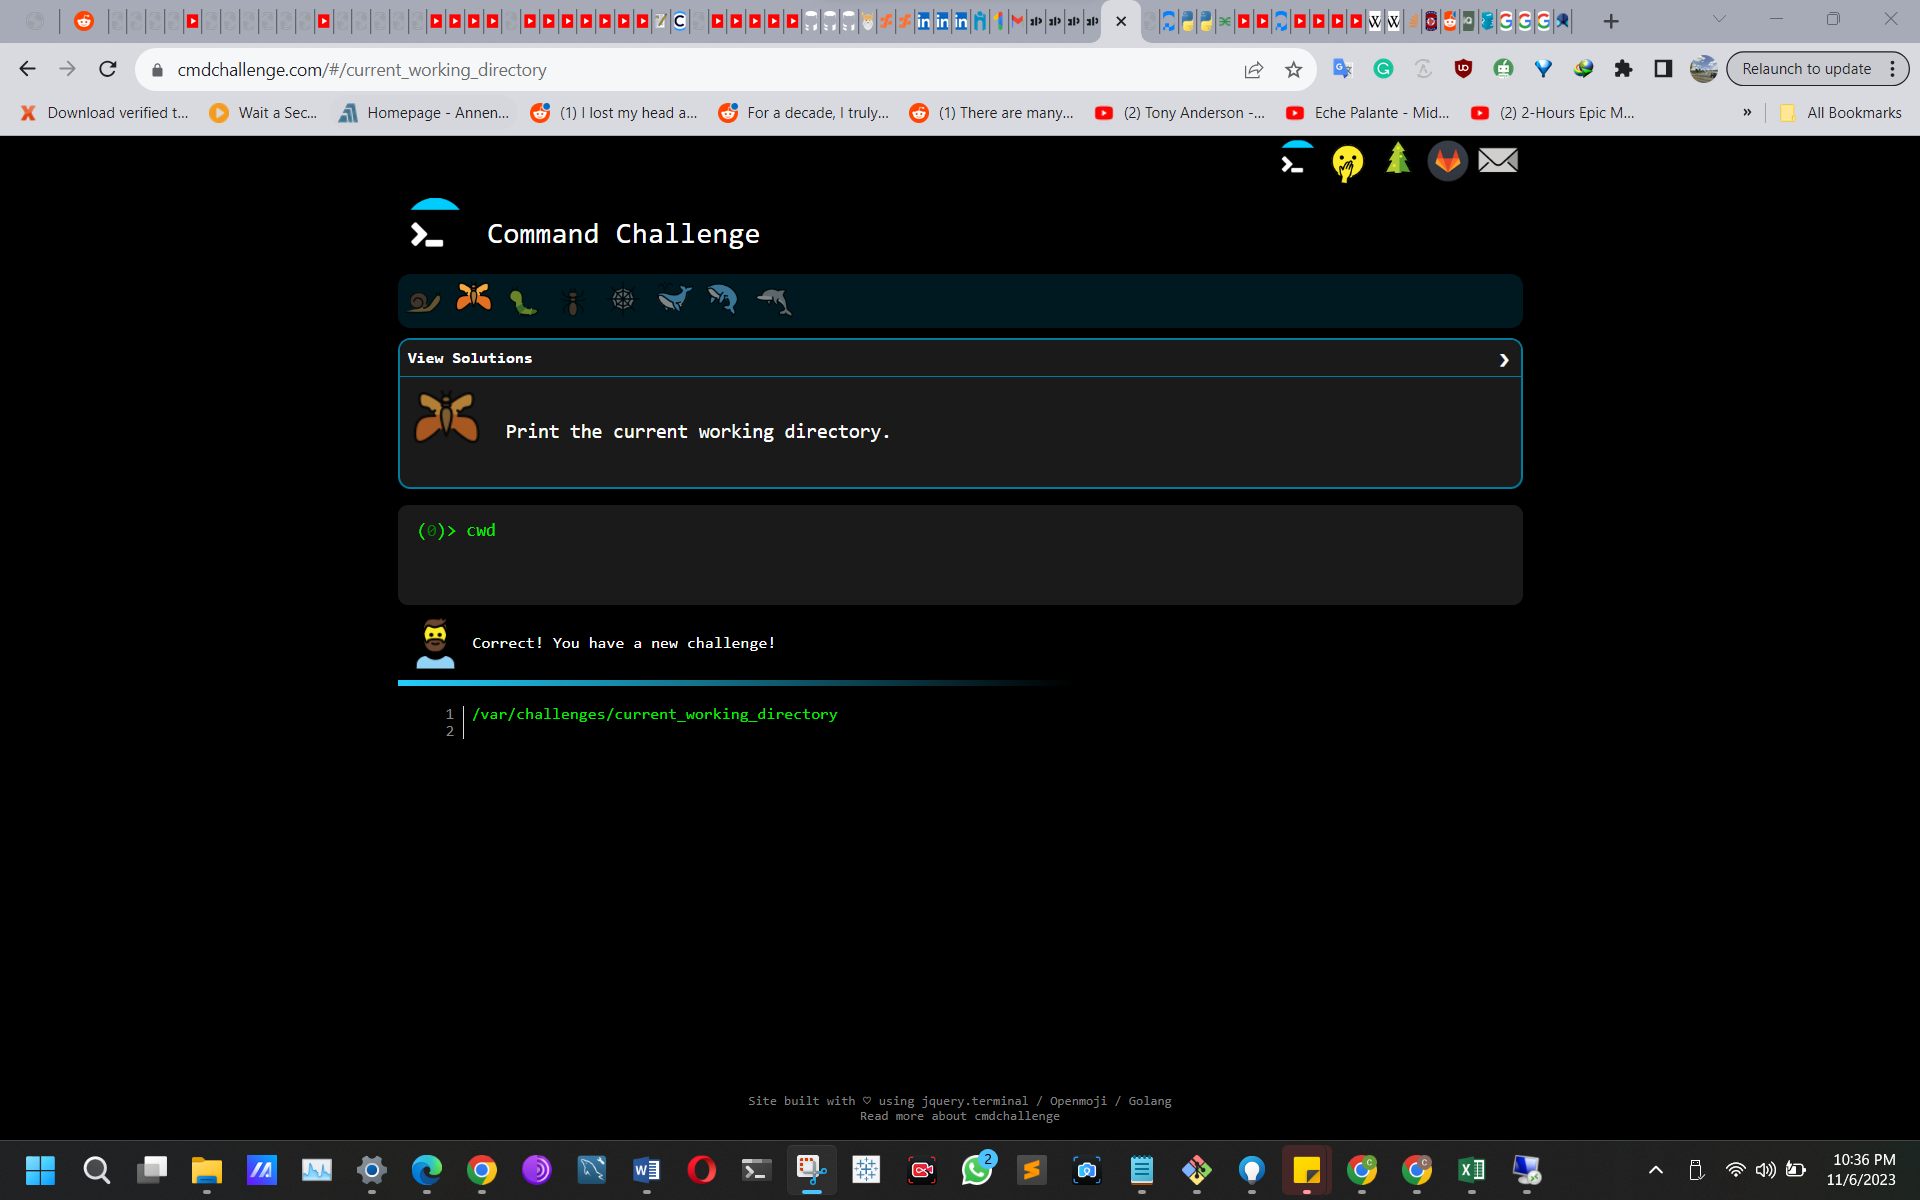 cmdchallenge.com/#/current_working_directory
Relaunch to update
Download verified t...
Wait a Sec...
Homepage - Annen...
(1) I lost my head a...
For a decade, I truly...
(1) There are many...
(2) Tony Anderson -...
Eche Palante - Mid...
(2) 2-Hours Epic M...
»
All Bookmarks
Command Challenge
View Solutions
Print the current working directory.
(0)> cwd
Correct! You have a new challenge!
1 /var/challenges/current_working_directory
2
Site built with ♡ using jquery.terminal / Openmoji / Golang
Read more about cmdchallenge
2
10:36 PM
11/6/2023